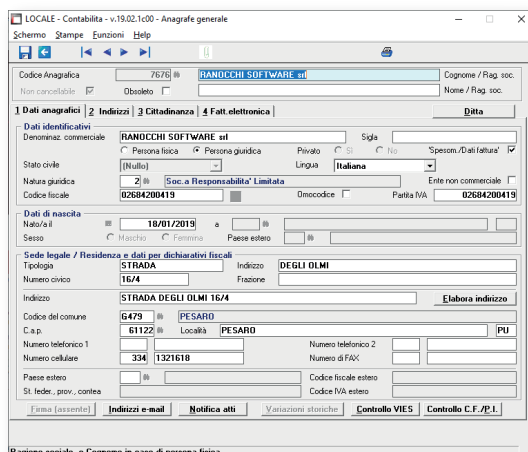 LOCALE - Contabilita - v.19.02.1c00 - Anagrafe generale
Schermo Stampe Funzioni Help
Codice Anagrafica 7676 RANOCCHI SOFTWARE srl Cognome / Rag. soc.
Non cancellabile Obsoleto Nome / Rag. soc.
1 Dati anagrafici 2 Indirizzi 3 Cittadinanza 4 Fatt.elettronica Ditta
Dati identificativi
Denominaz. commerciale RANOCCHI SOFTWARE srl Sigla
Persona fisica Persona giuridica Privato Si No 'Spesom./Dati fattura'
Stato civile (Nullo) Lingua Italiana
Natura giuridica 2 Soc.a Responsabilita' Limitata Ente non commerciale
Codice fiscale 02684200419 Omocodice Partita IVA 02684200419
Dati di nascita
Nato/a il 18/01/2019 a
Sesso Maschio Femmina Paese estero
Sede legale / Residenza e dati per dichiarativi fiscali
Tipologia STRADA Indirizzo DEGLI OLMI
Numero civico 16/4 Frazione
Indirizzo STRADA DEGLI OLMI 16/4 Elabora indirizzo
Codice del comune G479 PESARO
C.a.p. 61122 Località PESARO PU
Numero telefonico 1 Numero telefonico 2
Numero cellulare 334 1321618 Numero di FAX
Paese estero Codice fiscale estero
St. feder., prov., contea Codice IVA estero
Firma (assente) Indirizzi e-mail Notifica atti Variazioni storiche Controllo VIES Controllo C.F./P.I.
Ragione sociale o Cognome in caso di persona fisica